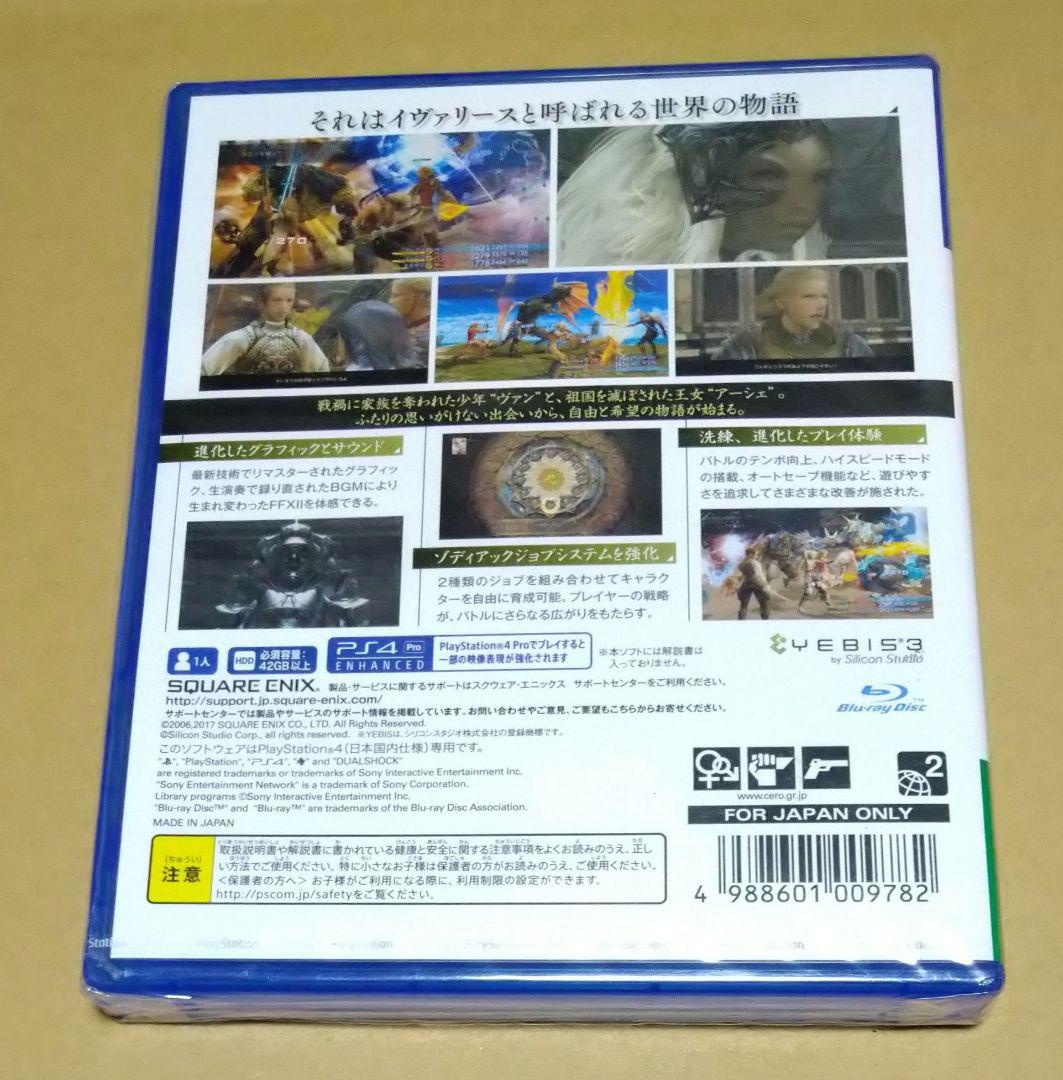 それはイヴァリースと呼ばれる世界の物語
270
戦禍に家族を奪われた少年“ヴァン”と、祖国を滅ぼされた王女“アーシェ”。
ふたりの思いがけない出会いから、自由と希望の物語が始まる。
進化したグラフィックとサウンド
最新技術でリマスターされたグラフィッ
ク、生演奏で録り直されたBGMにより
生まれ変わったFFXIIを体感できる。
ゾディアックジョブシステムを強化
2種類のジョブを組み合わせてキャラク
ターを自由に育成可能。プレイヤーの戦略
が、バトルにさらなる広がりをもたらす。
洗練、進化したプレイ体験
バトルのテンポ向上、ハイスピードモード
の搭載、オートセーブ機能など、遊びやす
さを追求してさまざまな改善が施された。
1人
HDD 必須容量:
42GB以上
PS4 Pro
ENHANCED
PlayStation®4 Proでプレイすると
一部の映像表現が強化されます
※本ソフトには解説書は
入っておりません。
YEBIS®3
by Silicon Studio
SQUARE ENIX. 製品・サービスに関するサポートはスクウェア・エニックス サポートセンターをご利用ください。
http://support.jp.square-enix.com/
サポートセンターでは製品やサービスのサポート情報を掲載しています。お問い合わせやご意見、ご要望もこちらからお寄せください。
©2006,2017 SQUARE ENIX CO., LTD. All Rights Reserved.
©Silicon Studio Corp., all rights reserved. ※YEBISは、シリコンスタジオ株式会社の登録商標です。
Blu-ray Disc™
このソフトウェアはPlayStation®4(日本国内仕様)専用です。
"PlayStation", "PS4", and "DUALSHOCK"
are registered trademarks or trademarks of Sony Interactive Entertainment Inc.
"Sony Entertainment Network" is a trademark of Sony Corporation.
Library programs ©Sony Interactive Entertainment Inc.
"Blu-ray Disc™" and "Blu-ray™" are trademarks of the Blu-ray Disc Association.
MADE IN JAPAN
www.cero.gr.jp
2
FOR JAPAN ONLY
(ちゅうい)
注意
取扱説明書や解説書に書かれている健康と安全に関する注意事項をよくお読みのうえ、正し
い方法でご使用ください。特に小さなお子様は保護者の方がお読みのうえ、ご使用ください。
<保護者の方へ> お子様がご利用になる際に、利用制限の設定ができます。
http://pscom.jp/safetyをご覧ください。
4 988601 009782